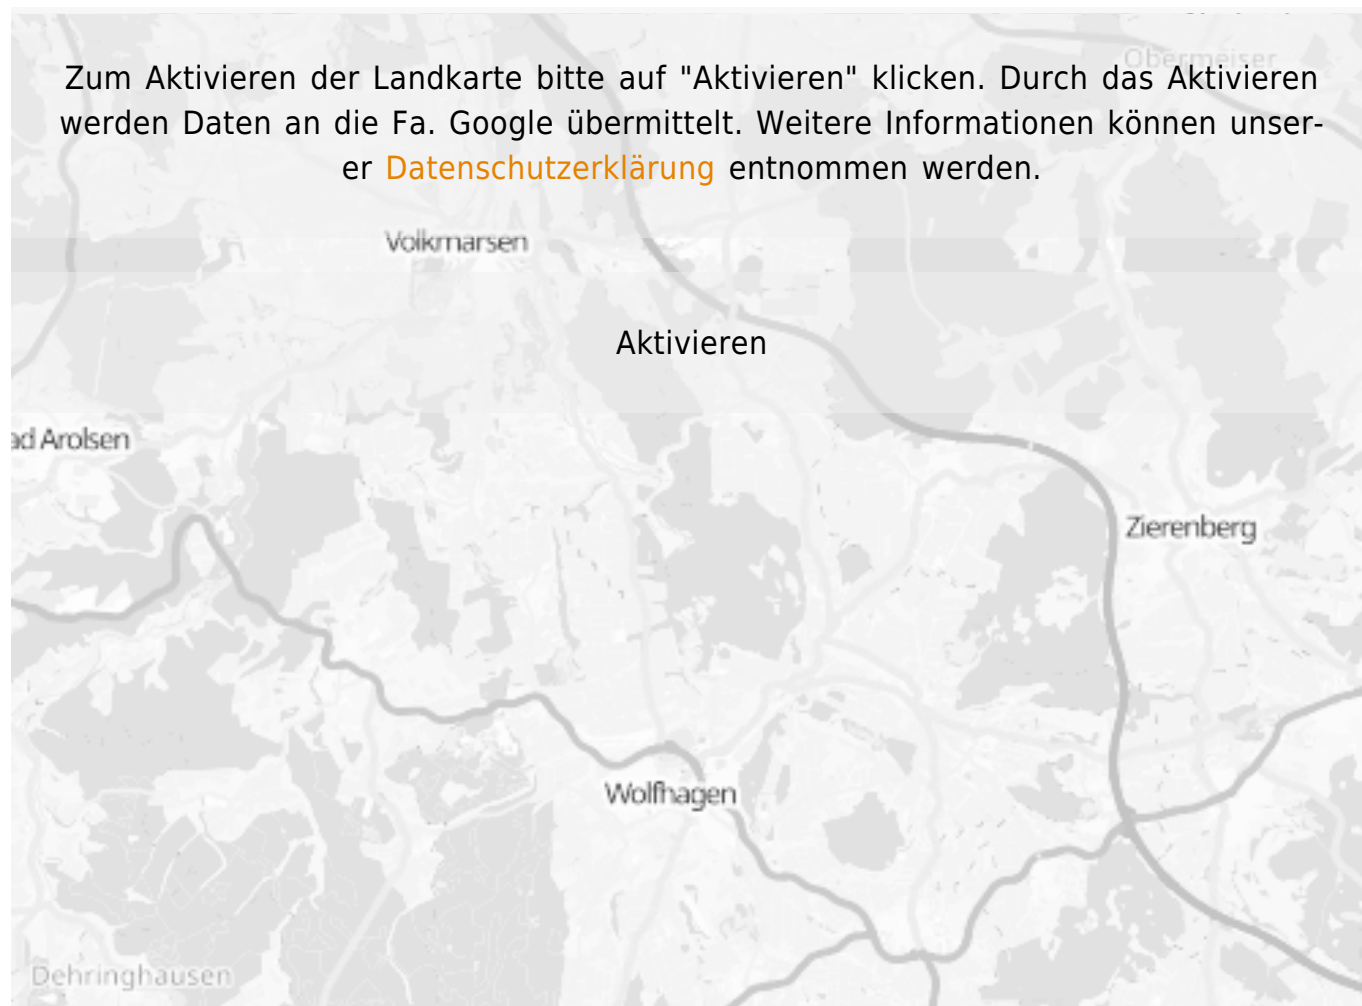 Obermeiser
Zum Aktivieren der Landkarte bitte auf "Aktivieren" klicken. Durch das Aktivieren
werden Daten an die Fa. Google übermittelt. Weitere Informationen können unser-
er Datenschutzerklärung entnommen werden.
Volkmarsen
Aktivieren
ad Arolsen
Zierenberg
Wolfhagen
Dehringhausen